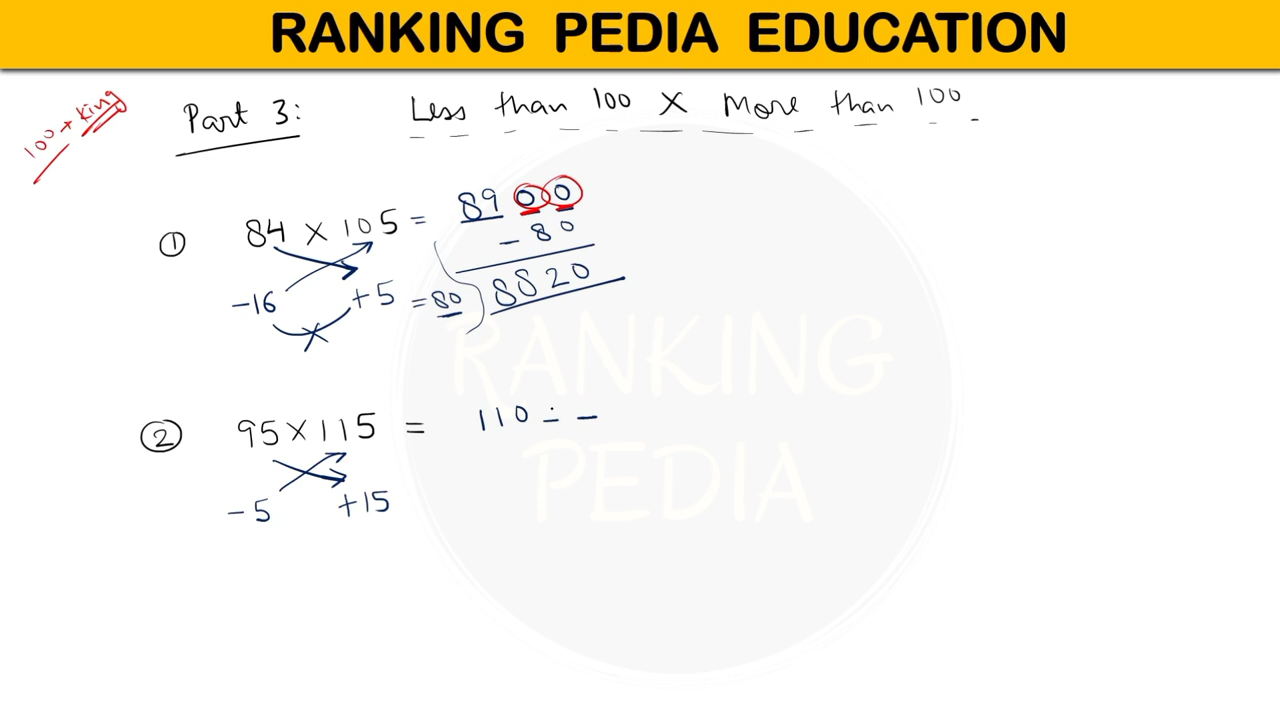 RANKING PEDIA EDUCATION
100 → King
Part 3: Less than 100 X More than 100
① 84 × 105 = 8900
- 80
8820
-16 +5 = 80
×
② 95 × 115 = 110 _ _
-5 +15
RANKING
PEDIA